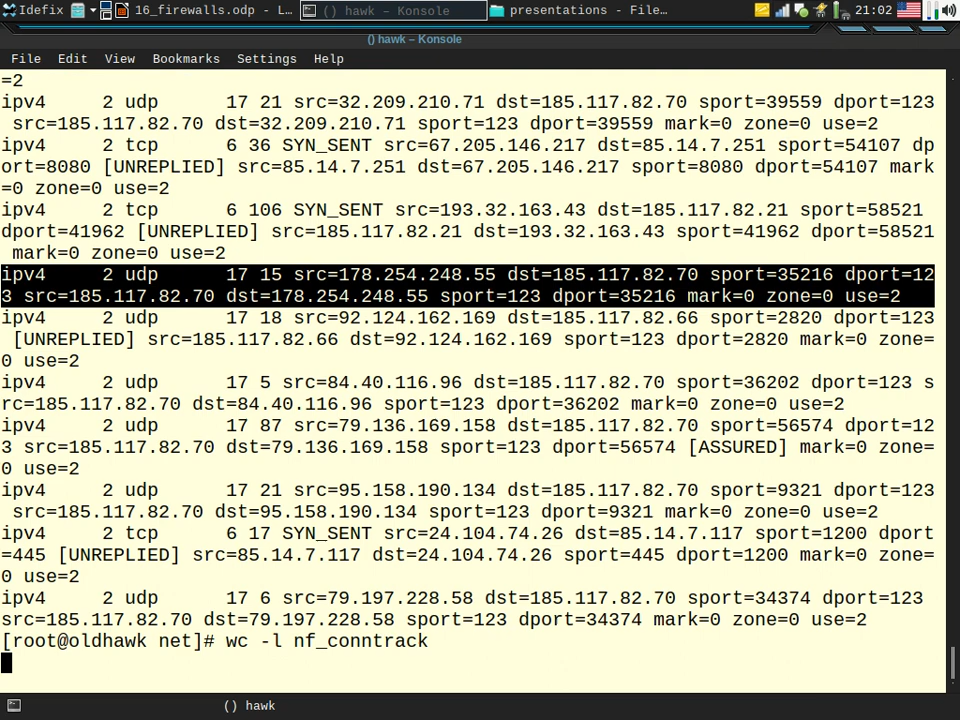 Idefix 16_firewalls.odp - L... () hawk - Konsole presentations - File... 21:02
() hawk – Konsole
File Edit View Bookmarks Settings Help
=2
ipv4     2 udp      17 21 src=32.209.210.71 dst=185.117.82.70 sport=39559 dport=123
 src=185.117.82.70 dst=32.209.210.71 sport=123 dport=39559 mark=0 zone=0 use=2
ipv4     2 tcp      6 36 SYN_SENT src=67.205.146.217 dst=85.14.7.251 sport=54107 dp
ort=8080 [UNREPLIED] src=85.14.7.251 dst=67.205.146.217 sport=8080 dport=54107 mark
=0 zone=0 use=2
ipv4     2 tcp      6 106 SYN_SENT src=193.32.163.43 dst=185.117.82.21 sport=58521
dport=41962 [UNREPLIED] src=185.117.82.21 dst=193.32.163.43 sport=41962 dport=58521
 mark=0 zone=0 use=2
ipv4     2 udp      17 15 src=178.254.248.55 dst=185.117.82.70 sport=35216 dport=12
3 src=185.117.82.70 dst=178.254.248.55 sport=123 dport=35216 mark=0 zone=0 use=2
ipv4     2 udp      17 18 src=92.124.162.169 dst=185.117.82.66 sport=2820 dport=123
 [UNREPLIED] src=185.117.82.66 dst=92.124.162.169 sport=123 dport=2820 mark=0 zone=
0 use=2
ipv4     2 udp      17 5 src=84.40.116.96 dst=185.117.82.70 sport=36202 dport=123 s
rc=185.117.82.70 dst=84.40.116.96 sport=123 dport=36202 mark=0 zone=0 use=2
ipv4     2 udp      17 87 src=79.136.169.158 dst=185.117.82.70 sport=56574 dport=12
3 src=185.117.82.70 dst=79.136.169.158 sport=123 dport=56574 [ASSURED] mark=0 zone=
0 use=2
ipv4     2 udp      17 21 src=95.158.190.134 dst=185.117.82.70 sport=9321 dport=123
 src=185.117.82.70 dst=95.158.190.134 sport=123 dport=9321 mark=0 zone=0 use=2
ipv4     2 tcp      6 17 SYN_SENT src=24.104.74.26 dst=85.14.7.117 sport=1200 dport
=445 [UNREPLIED] src=85.14.7.117 dst=24.104.74.26 sport=445 dport=1200 mark=0 zone=
0 use=2
ipv4     2 udp      17 6 src=79.197.228.58 dst=185.117.82.70 sport=34374 dport=123
src=185.117.82.70 dst=79.197.228.58 sport=123 dport=34374 mark=0 zone=0 use=2
[root@oldhawk net]# wc -l nf_conntrack
() hawk